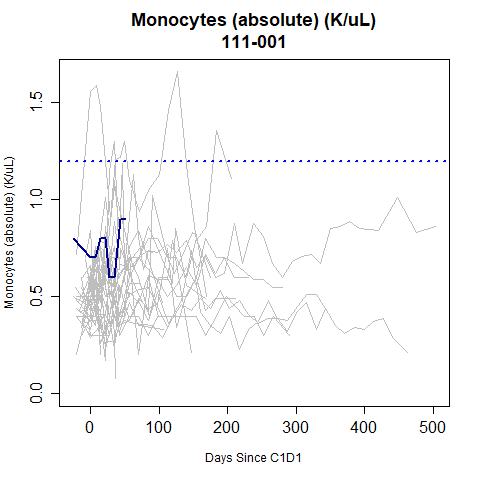 Monocytes (absolute) (K/uL)
111-001
Monocytes (absolute) (K/uL)
1.5
1.0
0.5
0.0
0 100 200 300 400 500
Days Since C1D1